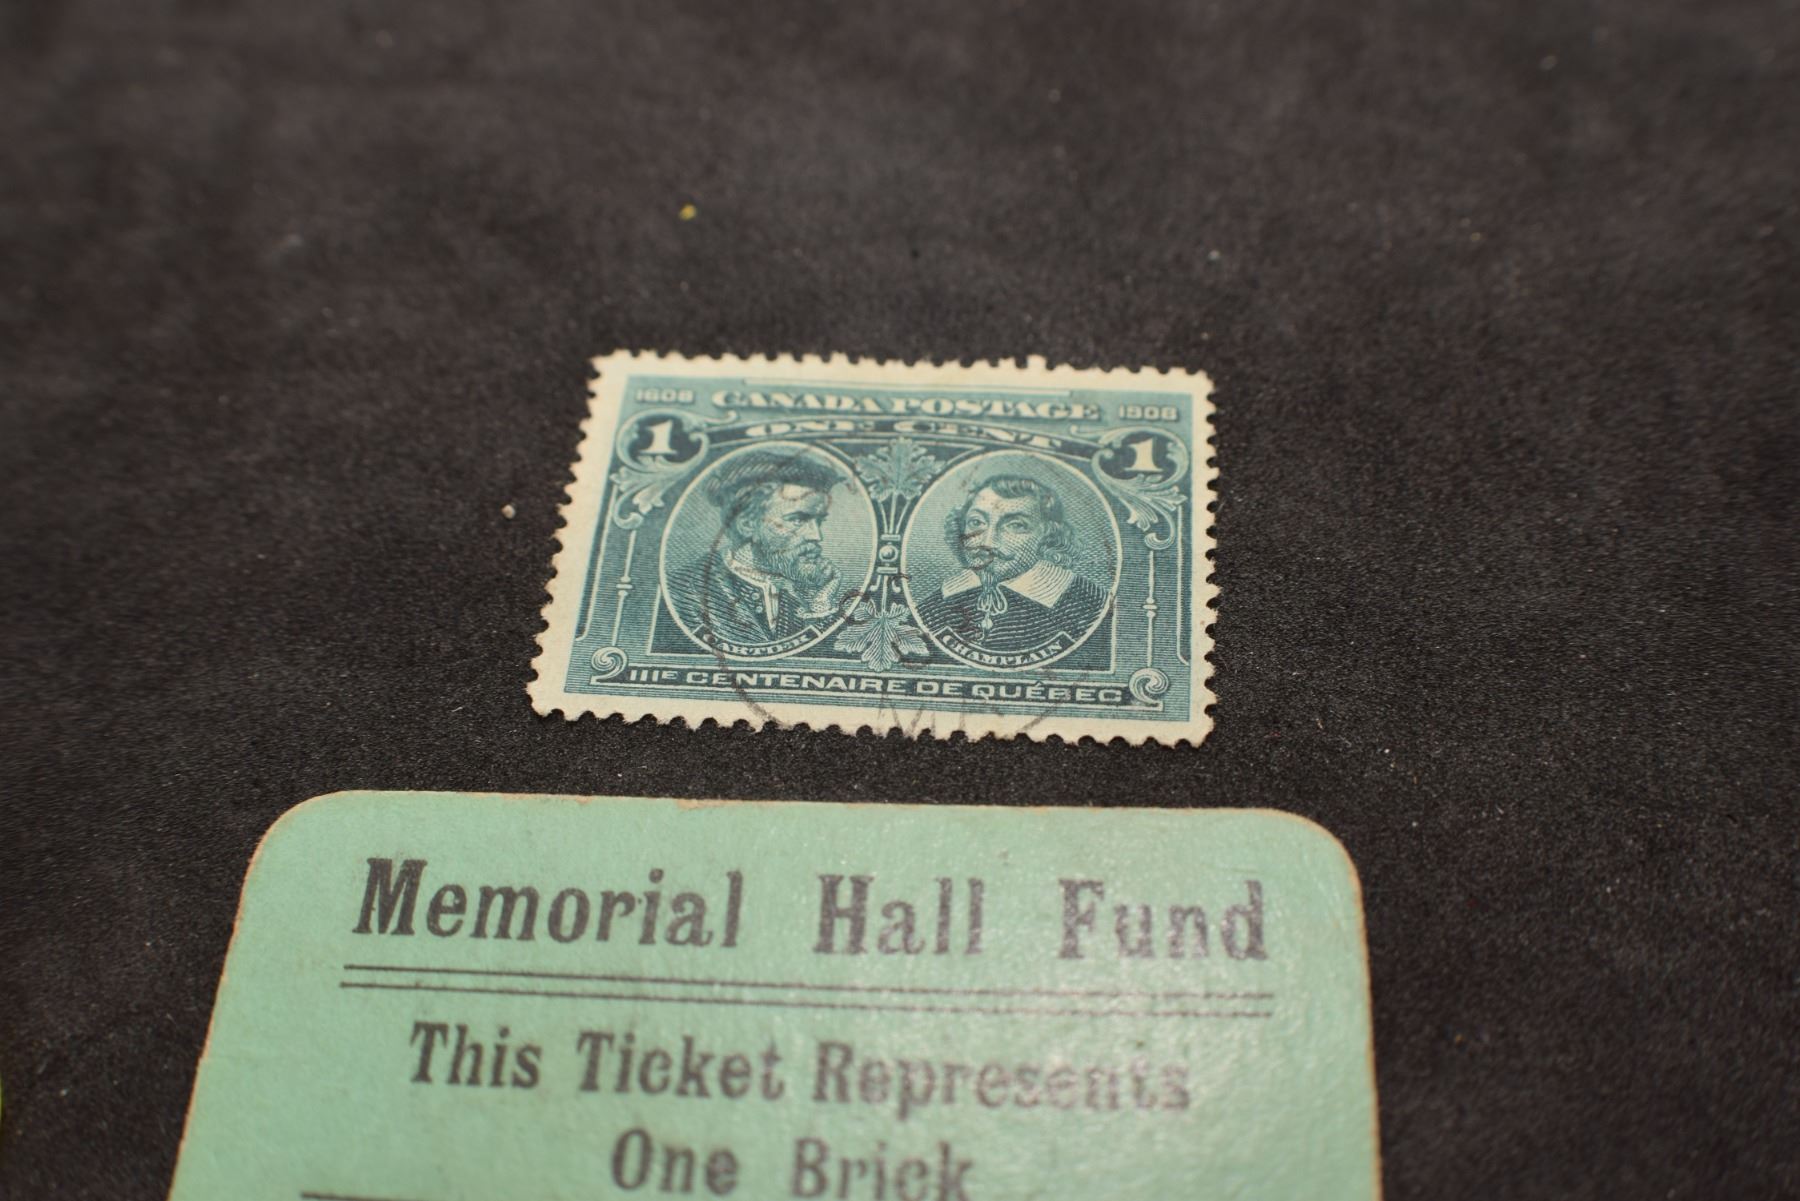 1608 CANADA POSTAGE 1908
1 ONE CENT 1
CARTIER CHAMPLAIN
IIIE CENTENAIRE DE QUÉBEC
Memorial Hall Fund
This Ticket Represents
One Brick